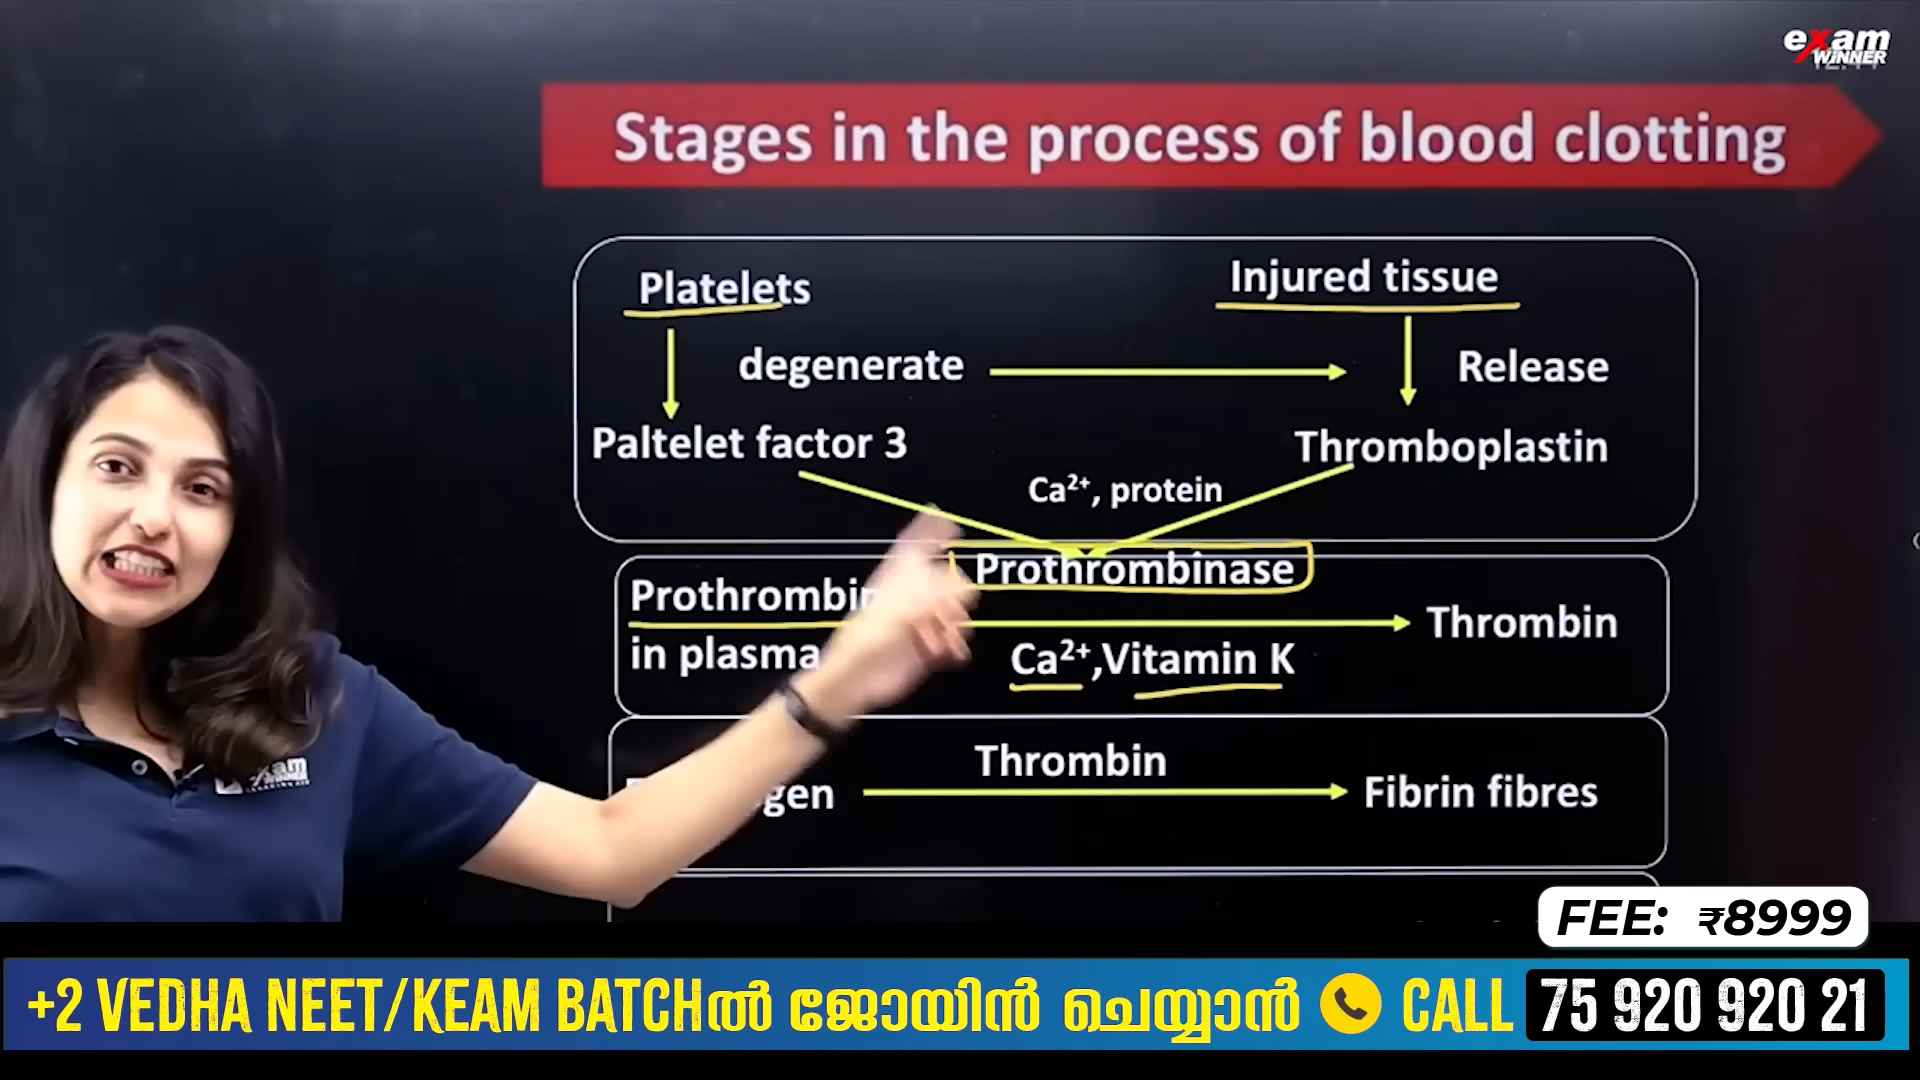 exam
WINNER
Stages in the process of blood clotting
Platelets
Injured tissue
degenerate
Release
Paltelet factor 3
Thromboplastin
Ca²⁺, protein
Prothrombinase
Prothrombin
in plasma
Thrombin
Ca²⁺,Vitamin K
Thrombin
Fibrin fibres
FEE: ₹8999
+2 VEDHA NEET/KEAM BATCHൽ ജോയിൻ ചെയ്യാൻ CALL 75 920 920 21